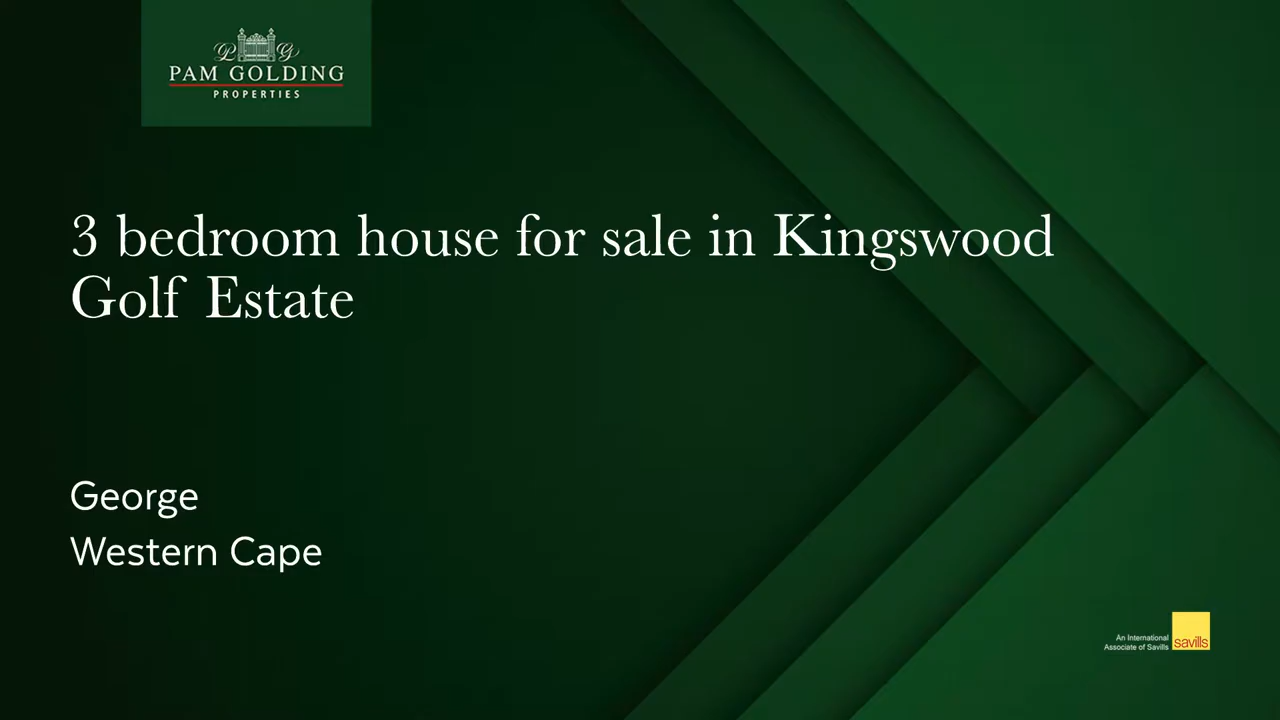 P G
PAM GOLDING
PROPERTIES
3 bedroom house for sale in Kingswood
Golf Estate
George
Western Cape
An International
Associate of Savills
savills